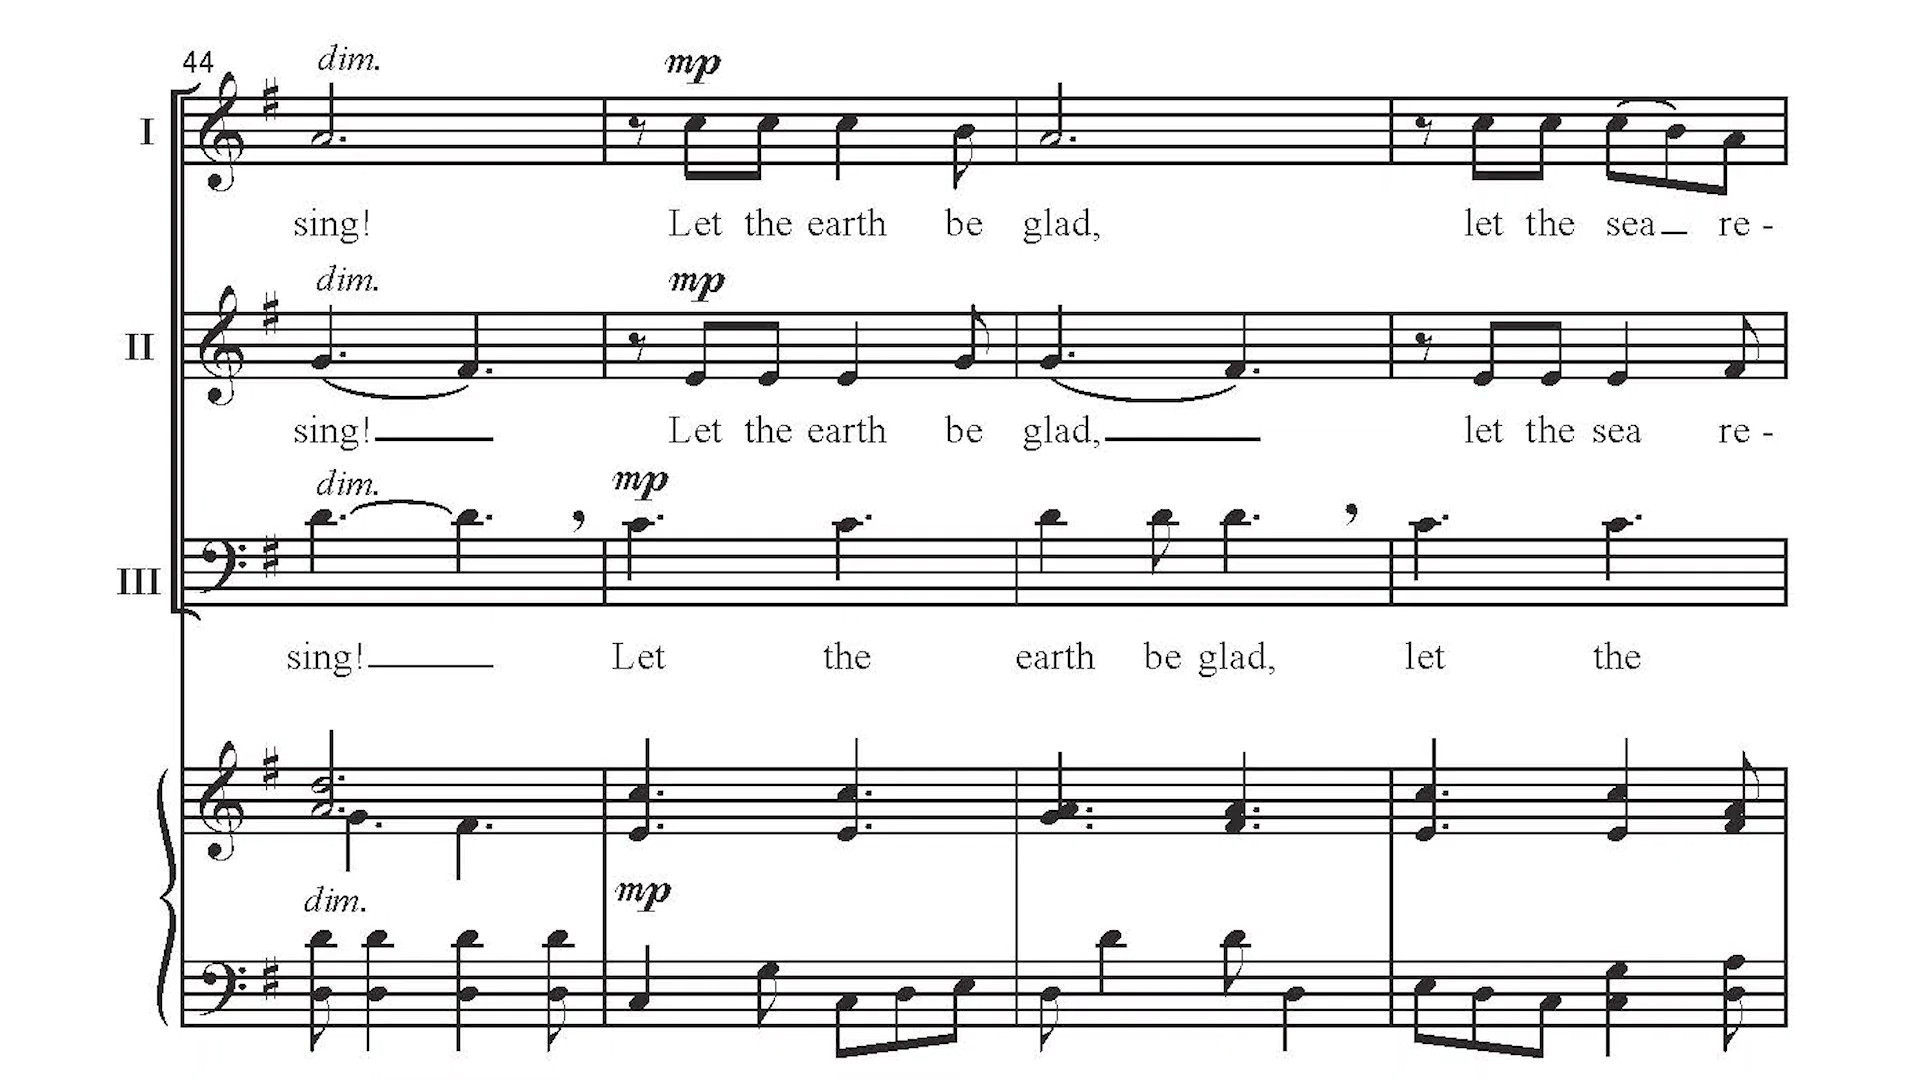 44 dim. mp
I
sing! Let the earth be glad, let the sea re -
dim. mp
II
sing! Let the earth be glad, let the sea re -
dim. mp
III
sing! Let the earth be glad, let the
dim. mp